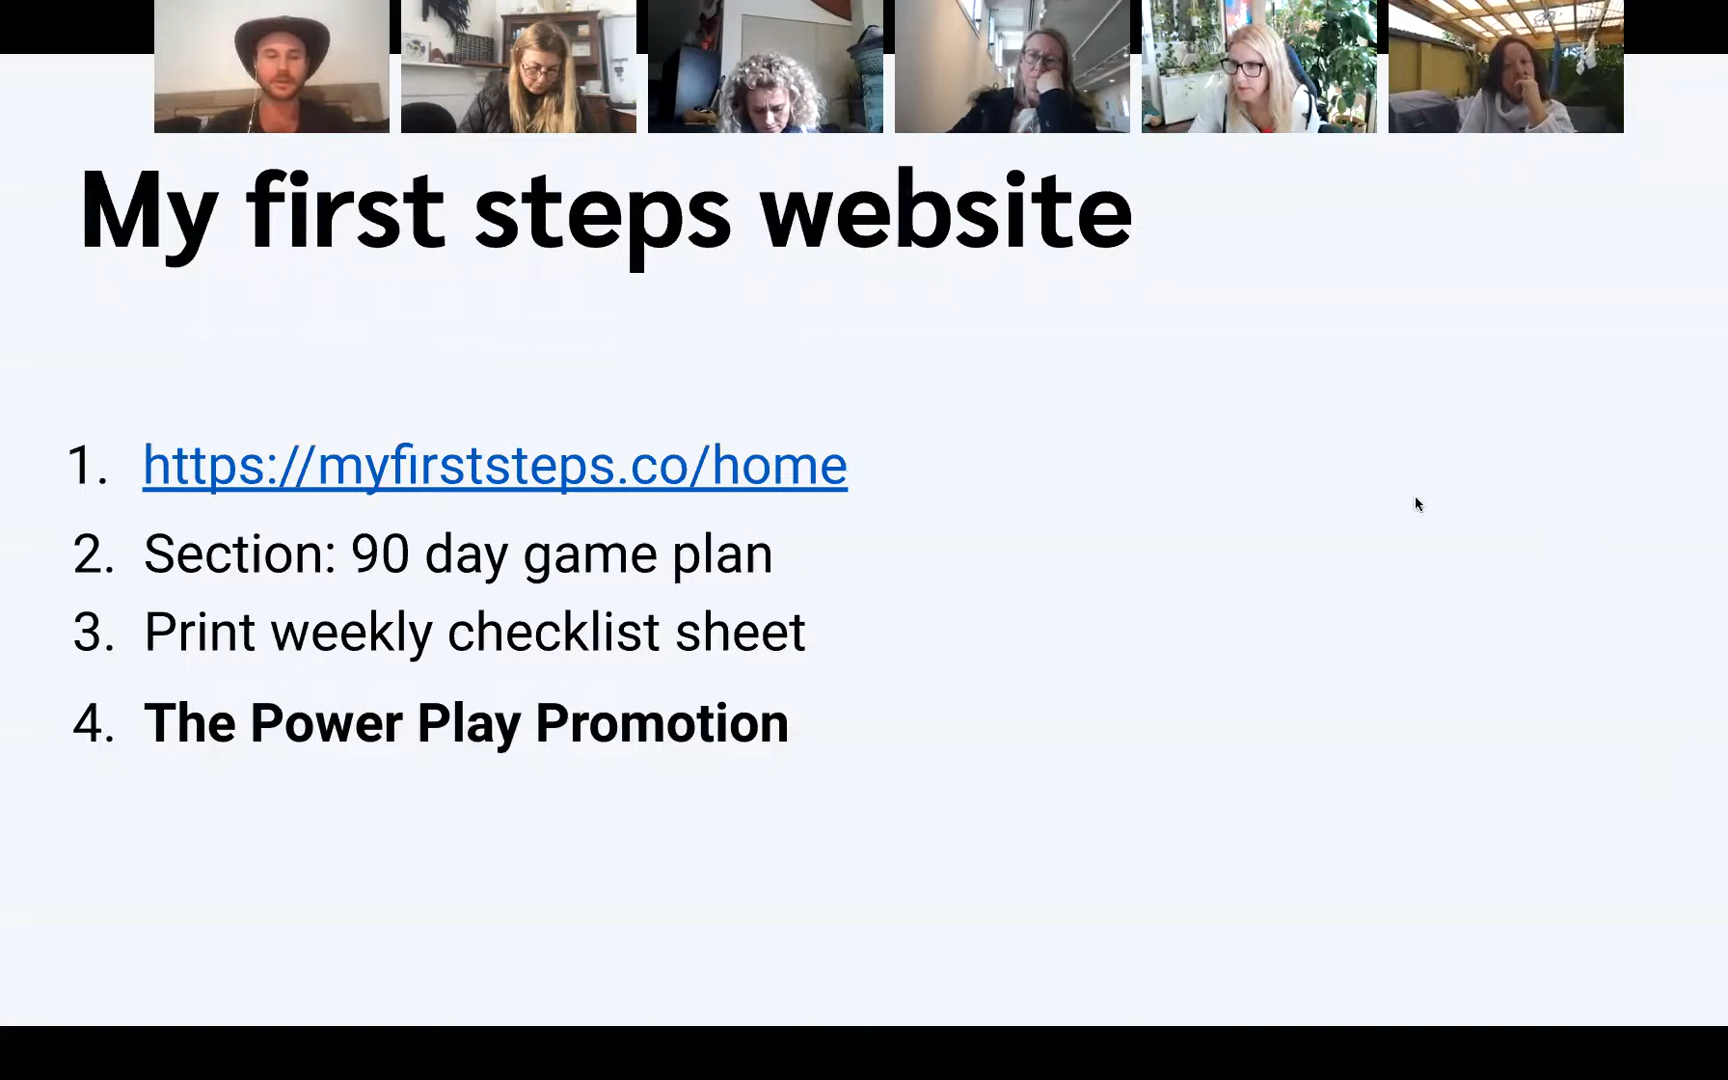 My first steps website
1. https://myfirststeps.co/home
2. Section: 90 day game plan
3. Print weekly checklist sheet
4. The Power Play Promotion